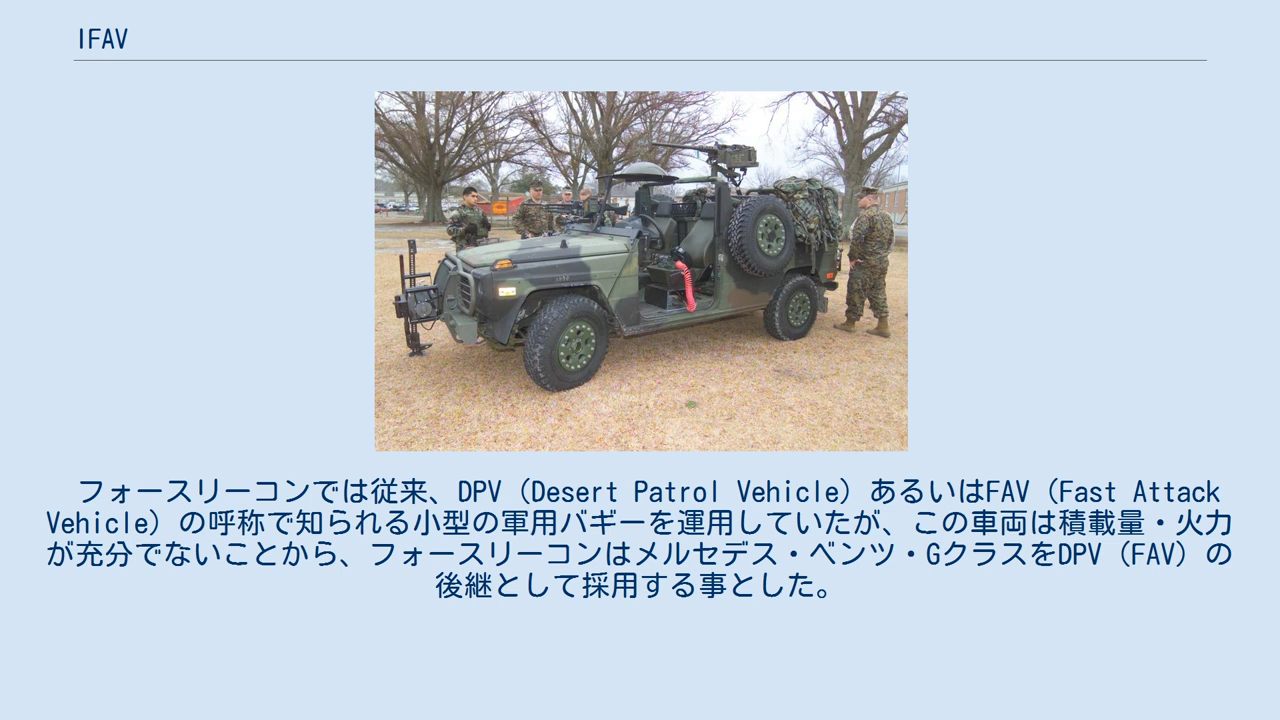 IFAV
フォースリーコンでは従来、DPV（Desert Patrol Vehicle）あるいはFAV（Fast Attack
Vehicle）の呼称で知られる小型の軍用バギーを運用していたが、この車両は積載量・火力
が充分でないことから、フォースリーコンはメルセデス・ベンツ・GクラスをDPV（FAV）の
後継として採用する事とした。